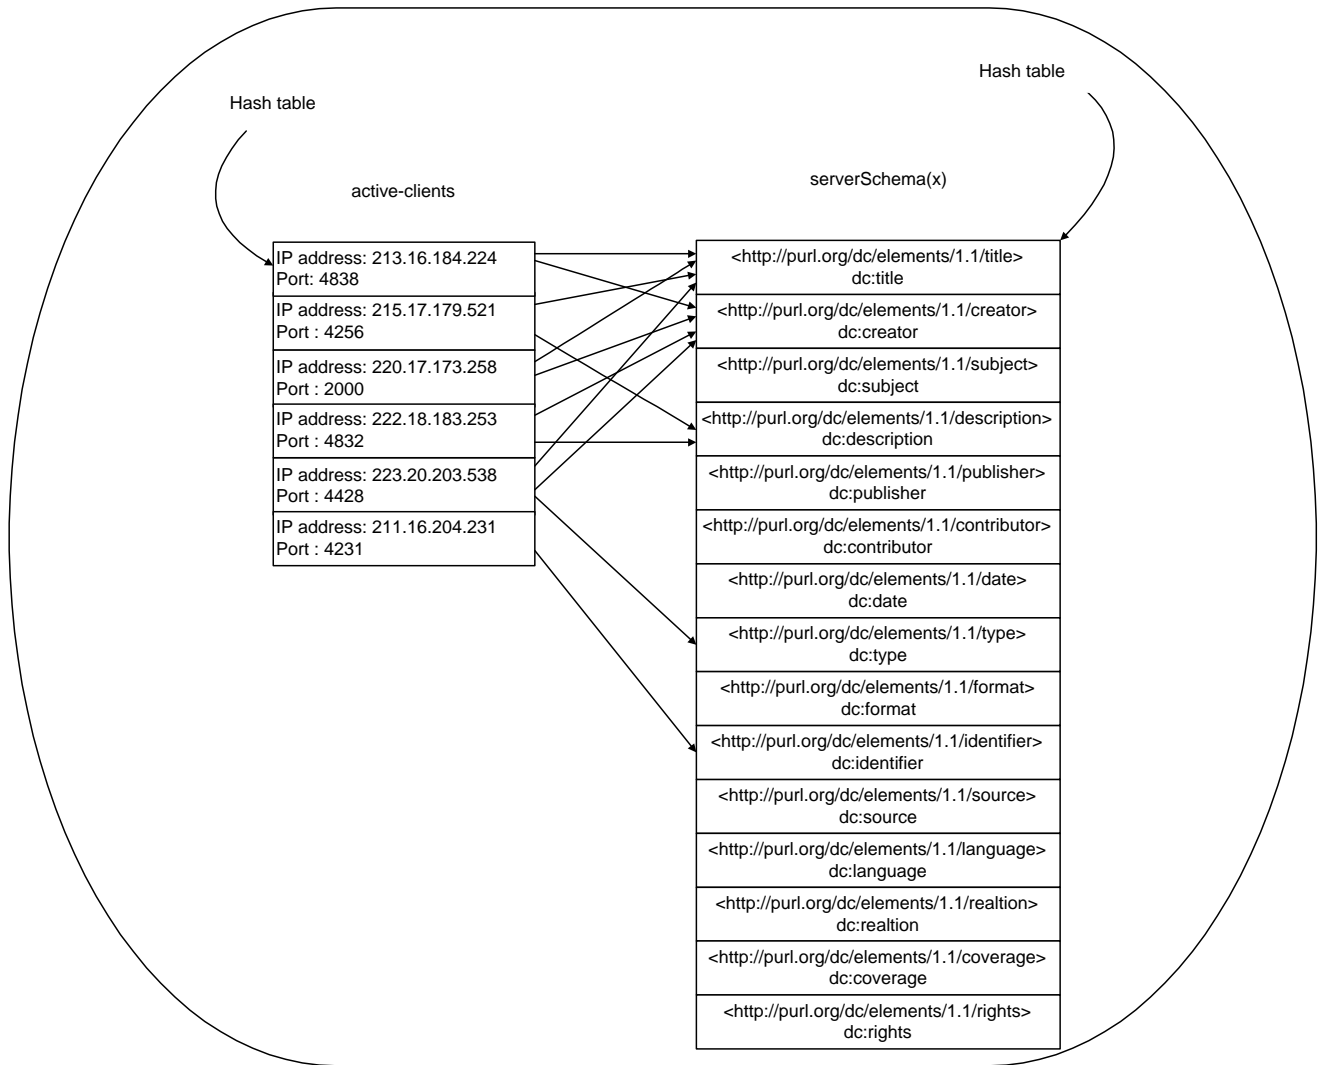 Hash table
Hash table
active-clients
serverSchema(x)
IP address: 213.16.184.224
Port: 4838
IP address: 215.17.179.521
Port : 4256
IP address: 220.17.173.258
Port : 2000
IP address: 222.18.183.253
Port : 4832
IP address: 223.20.203.538
Port : 4428
IP address: 211.16.204.231
Port : 4231
<http://purl.org/dc/elements/1.1/title>
dc:title
<http://purl.org/dc/elements/1.1/creator>
dc:creator
<http://purl.org/dc/elements/1.1/subject>
dc:subject
<http://purl.org/dc/elements/1.1/description>
dc:description
<http://purl.org/dc/elements/1.1/publisher>
dc:publisher
<http://purl.org/dc/elements/1.1/contributor>
dc:contributor
<http://purl.org/dc/elements/1.1/date>
dc:date
<http://purl.org/dc/elements/1.1/type>
dc:type
<http://purl.org/dc/elements/1.1/format>
dc:format
<http://purl.org/dc/elements/1.1/identifier>
dc:identifier
<http://purl.org/dc/elements/1.1/source>
dc:source
<http://purl.org/dc/elements/1.1/language>
dc:language
<http://purl.org/dc/elements/1.1/realtion>
dc:realtion
<http://purl.org/dc/elements/1.1/coverage>
dc:coverage
<http://purl.org/dc/elements/1.1/rights>
dc:rights